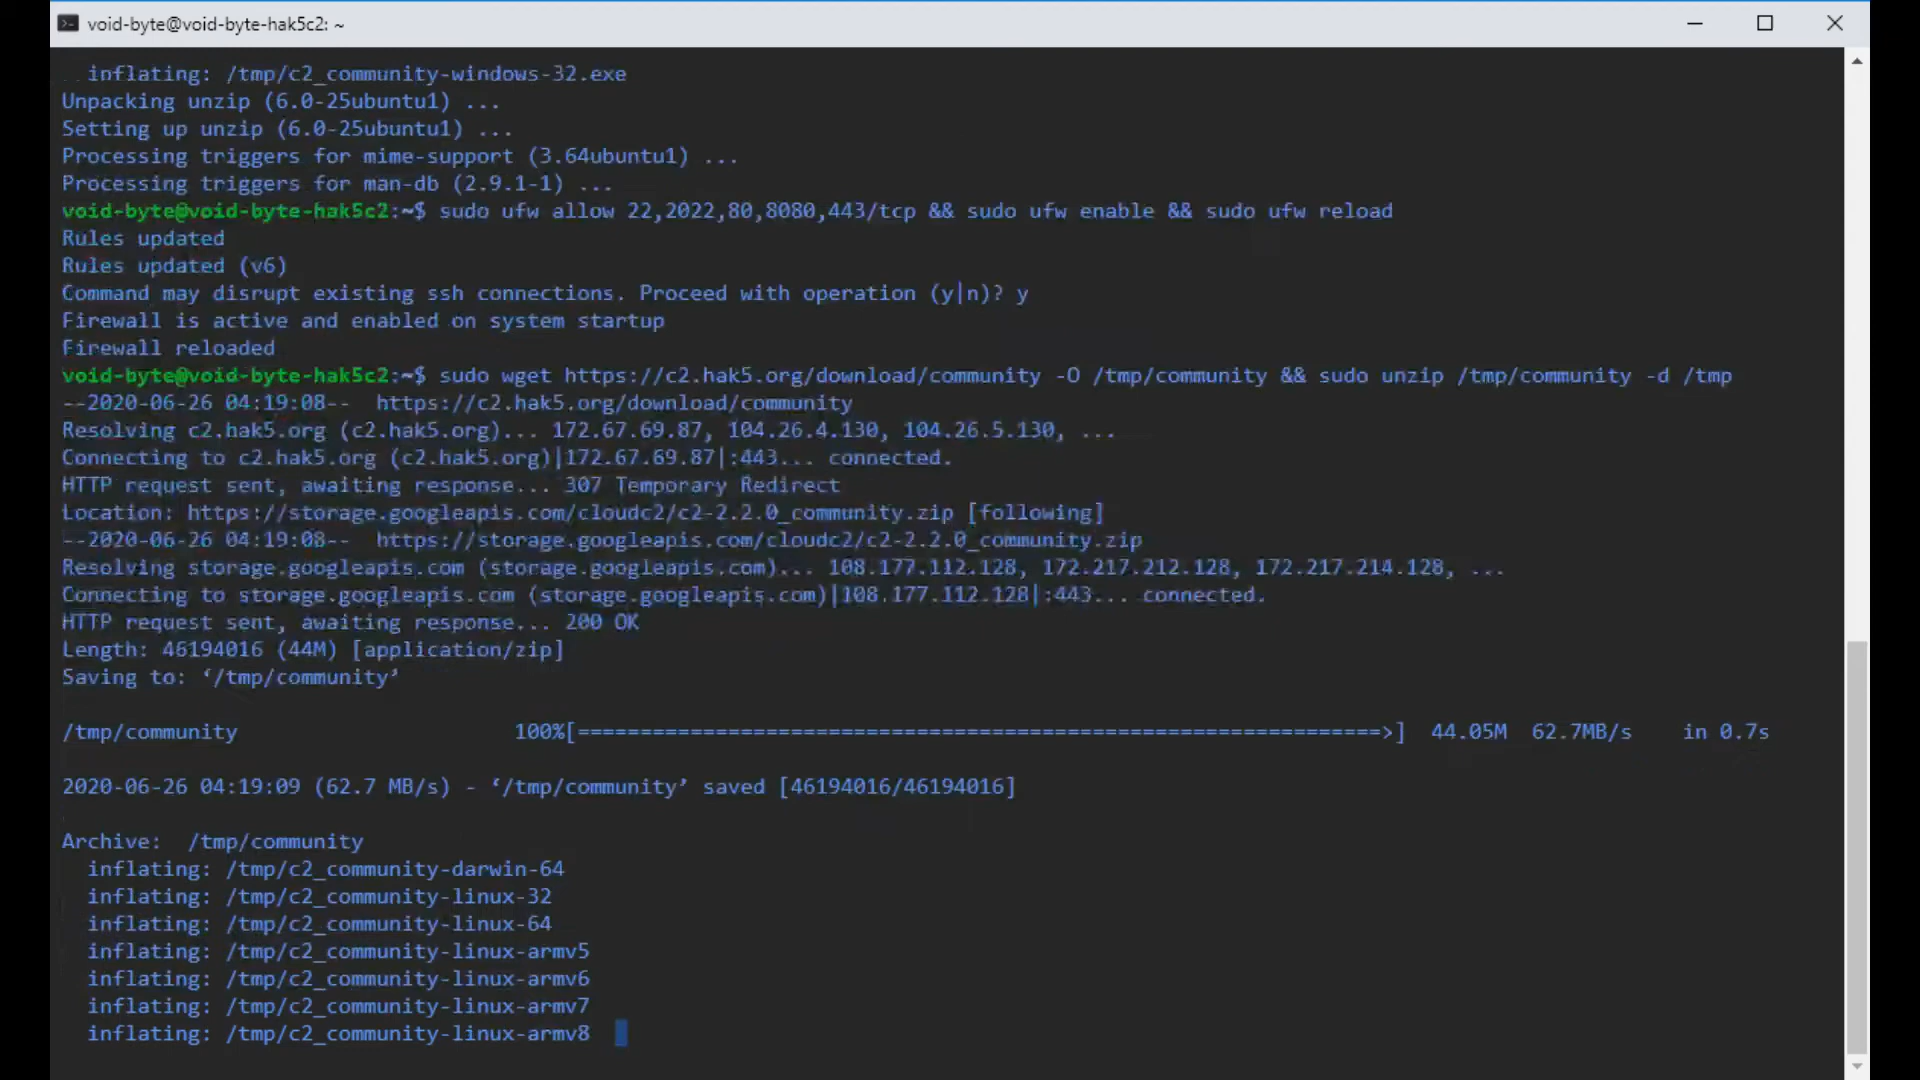 void-byte@void-byte-hak5c2: ~
inflating: /tmp/c2_community-windows-32.exe
Unpacking unzip (6.0-25ubuntu1) ...
Setting up unzip (6.0-25ubuntu1) ...
Processing triggers for mime-support (3.64ubuntu1) ...
Processing triggers for man-db (2.9.1-1) ...
void-byte@void-byte-hak5c2:~$ sudo ufw allow 22,2022,80,8080,443/tcp && sudo ufw enable && sudo ufw reload
Rules updated
Rules updated (v6)
Command may disrupt existing ssh connections. Proceed with operation (y|n)? y
Firewall is active and enabled on system startup
Firewall reloaded
void-byte@void-byte-hak5c2:~$ sudo wget https://c2.hak5.org/download/community -O /tmp/community && sudo unzip /tmp/community -d /tmp
--2020-06-26 04:19:08--  https://c2.hak5.org/download/community
Resolving c2.hak5.org (c2.hak5.org)... 172.67.69.87, 104.26.4.130, 104.26.5.130, ...
Connecting to c2.hak5.org (c2.hak5.org)|172.67.69.87|:443... connected.
HTTP request sent, awaiting response... 307 Temporary Redirect
Location: https://storage.googleapis.com/cloudc2/c2-2.2.0_community.zip [following]
--2020-06-26 04:19:08--  https://storage.googleapis.com/cloudc2/c2-2.2.0_community.zip
Resolving storage.googleapis.com (storage.googleapis.com)... 108.177.112.128, 172.217.212.128, 172.217.214.128, ...
Connecting to storage.googleapis.com (storage.googleapis.com)|108.177.112.128|:443... connected.
HTTP request sent, awaiting response... 200 OK
Length: 46194016 (44M) [application/zip]
Saving to: ‘/tmp/community’
/tmp/community 100%[================================================================>] 44.05M 62.7MB/s in 0.7s
2020-06-26 04:19:09 (62.7 MB/s) - ‘/tmp/community’ saved [46194016/46194016]
Archive:  /tmp/community
inflating: /tmp/c2_community-darwin-64
inflating: /tmp/c2_community-linux-32
inflating: /tmp/c2_community-linux-64
inflating: /tmp/c2_community-linux-armv5
inflating: /tmp/c2_community-linux-armv6
inflating: /tmp/c2_community-linux-armv7
inflating: /tmp/c2_community-linux-armv8